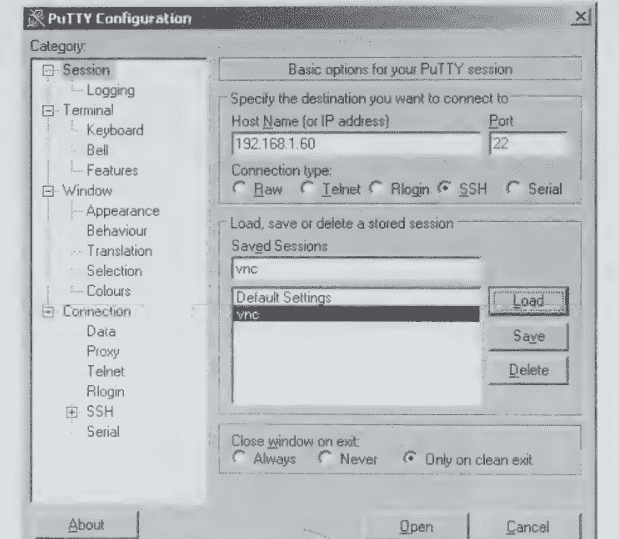 PuTTY Configuration
Category:
Session
Logging
Terminal
Keyboard
Bell
Features
Window
Appearance
Behaviour
Translation
Selection
Colours
Connection
Data
Proxy
Telnet
Rlogin
SSH
Serial
Basic options for your PuTTY session
Specify the destination you want to connect to
Host Name (or IP address) Port
192.168.1.60 22
Connection type:
Raw Telnet Rlogin SSH Serial
Load, save or delete a stored session
Saved Sessions
vnc
Default Settings
vnc
Load
Save
Delete
Close window on exit:
Always Never Only on clean exit
About Open Cancel